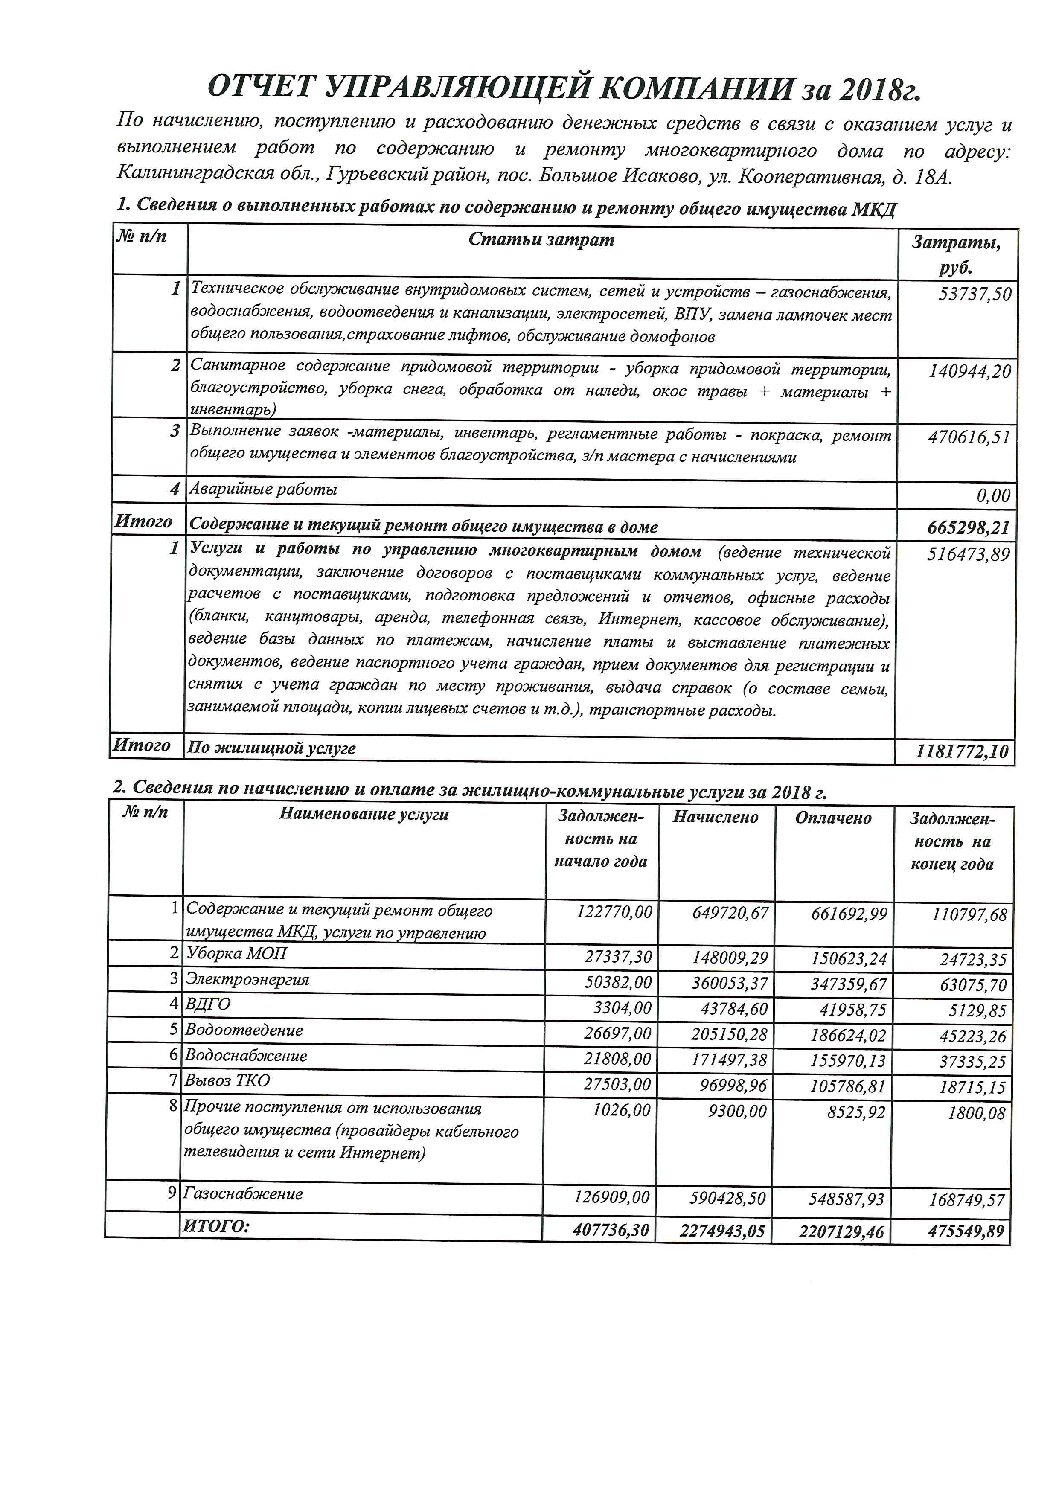 ОТЧЕТ УПРАВЛЯЮЩЕЙ КОМПАНИИ за 2018г.
По начислению, поступлению и расходованию денежных средств в связи с оказанием услуг и
выполнением работ по содержанию и ремонту многоквартирного дома по адресу:
Калининградская обл., Гурьевский район, пос. Большое Исаково, ул. Кооперативная, д. 18А.
1. Сведения о выполненных работах по содержанию и ремонту общего имущества МКД
№ п/п Статьи затрат Затраты,
руб.
1 Техническое обслуживание внутридомовых систем, сетей и устройств – газоснабжения, 53737,50
водоснабжения, водоотведения и канализации, электросетей, ВПУ, замена лампочек мест
общего пользования,страхование лифтов, обслуживание домофонов
2 Санитарное содержание придомовой территории - уборка придомовой территории, 140944,20
благоустройство, уборка снега, обработка от наледи, окос травы + материалы +
инвентарь)
3 Выполнение заявок -материалы, инвентарь, регламентные работы - покраска, ремонт 470616,51
общего имущества и элементов благоустройства, з/п мастера с начислениями
4 Аварийные работы 0,00
Итого Содержание и текущий ремонт общего имущества в доме 665298,21
1 Услуги и работы по управлению многоквартирным домом (ведение технической 516473,89
документации, заключение договоров с поставщиками коммунальных услуг, ведение
расчетов с поставщиками, подготовка предложений и отчетов, офисные расходы
(бланки, канцтовары, аренда, телефонная связь, Интернет, кассовое обслуживание),
ведение базы данных по платежам, начисление платы и выставление платежных
документов, ведение паспортного учета граждан, прием документов для регистрации и
снятия с учета граждан по месту проживания, выдача справок (о составе семьи,
занимаемой площади, копии лицевых счетов и т.д.), транспортные расходы.
Итого По жилищной услуге 1181772,10
2. Сведения по начислению и оплате за жилищно-коммунальные услуги за 2018 г.
№ п/п Наименование услуги Задолжен- Начислено Оплачено Задолжен-
ность на ность на
начало года конец года
1 Содержание и текущий ремонт общего 122770,00 649720,67 661692,99 110797,68
имущества МКД, услуги по управлению
2 Уборка МОП 27337,30 148009,29 150623,24 24723,35
3 Электроэнергия 50382,00 360053,37 347359,67 63075,70
4 ВДГО 3304,00 43784,60 41958,75 5129,85
5 Водоотведение 26697,00 205150,28 186624,02 45223,26
6 Водоснабжение 21808,00 171497,38 155970,13 37335,25
7 Вывоз ТКО 27503,00 96998,96 105786,81 18715,15
8 Прочие поступления от использования 1026,00 9300,00 8525,92 1800,08
общего имущества (провайдеры кабельного
телевидения и сети Интернет)
9 Газоснабжение 126909,00 590428,50 548587,93 168749,57
ИТОГО: 407736,30 2274943,05 2207129,46 475549,89